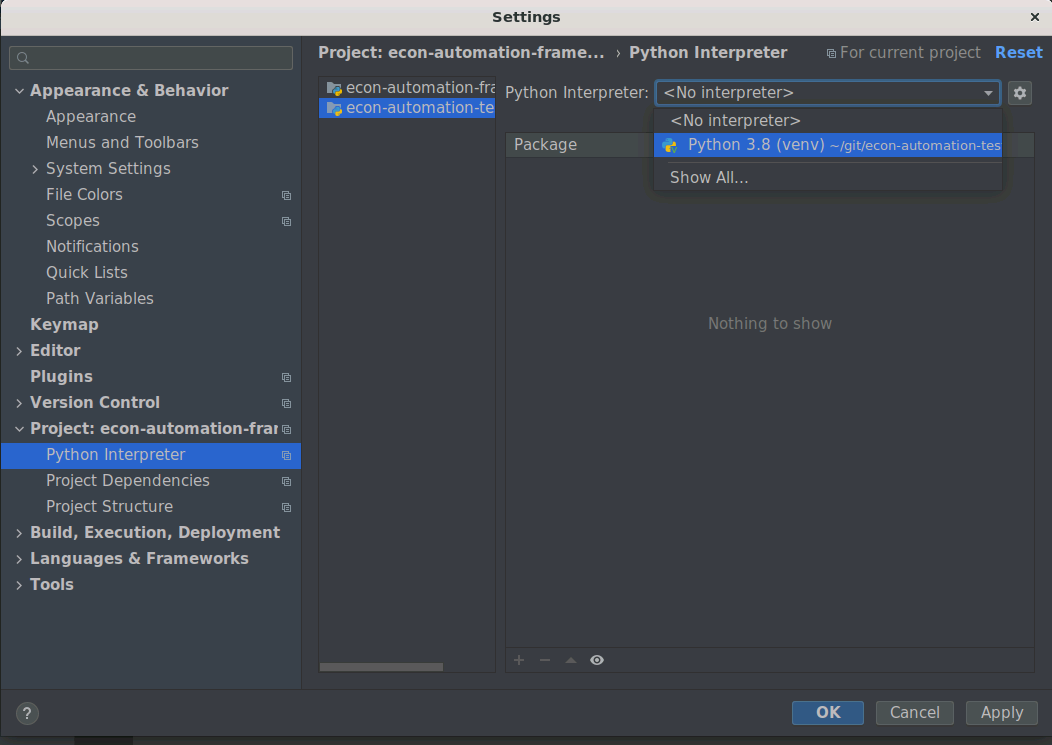 Settings
Project: econ-automation-frame... › Python Interpreter
For current project
Reset
Appearance & Behavior
Appearance
Menus and Toolbars
System Settings
File Colors
Scopes
Notifications
Quick Lists
Path Variables
Keymap
Editor
Plugins
Version Control
Project: econ-automation-fra
Python Interpreter
Project Dependencies
Project Structure
Build, Execution, Deployment
Languages & Frameworks
Tools
econ-automation-fra
econ-automation-te
Python Interpreter: <No interpreter>
<No interpreter>
Python 3.8 (venv) ~/git/econ-automation-tes
Show All...
Package
Nothing to show
?
OK
Cancel
Apply